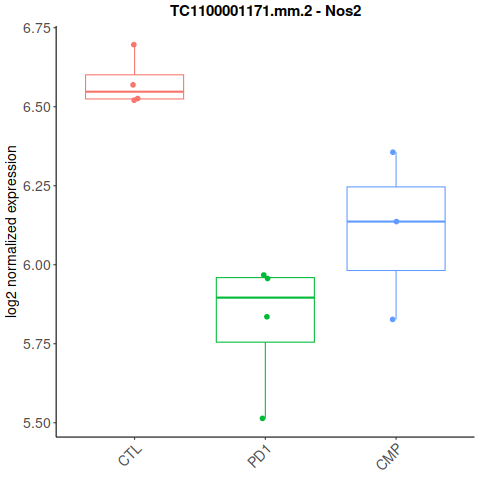 TC1100001171.mm.2 - Nos2
log2 normalized expression
6.75
6.50
6.25
6.00
5.75
5.50
CTL
PD1
CMP